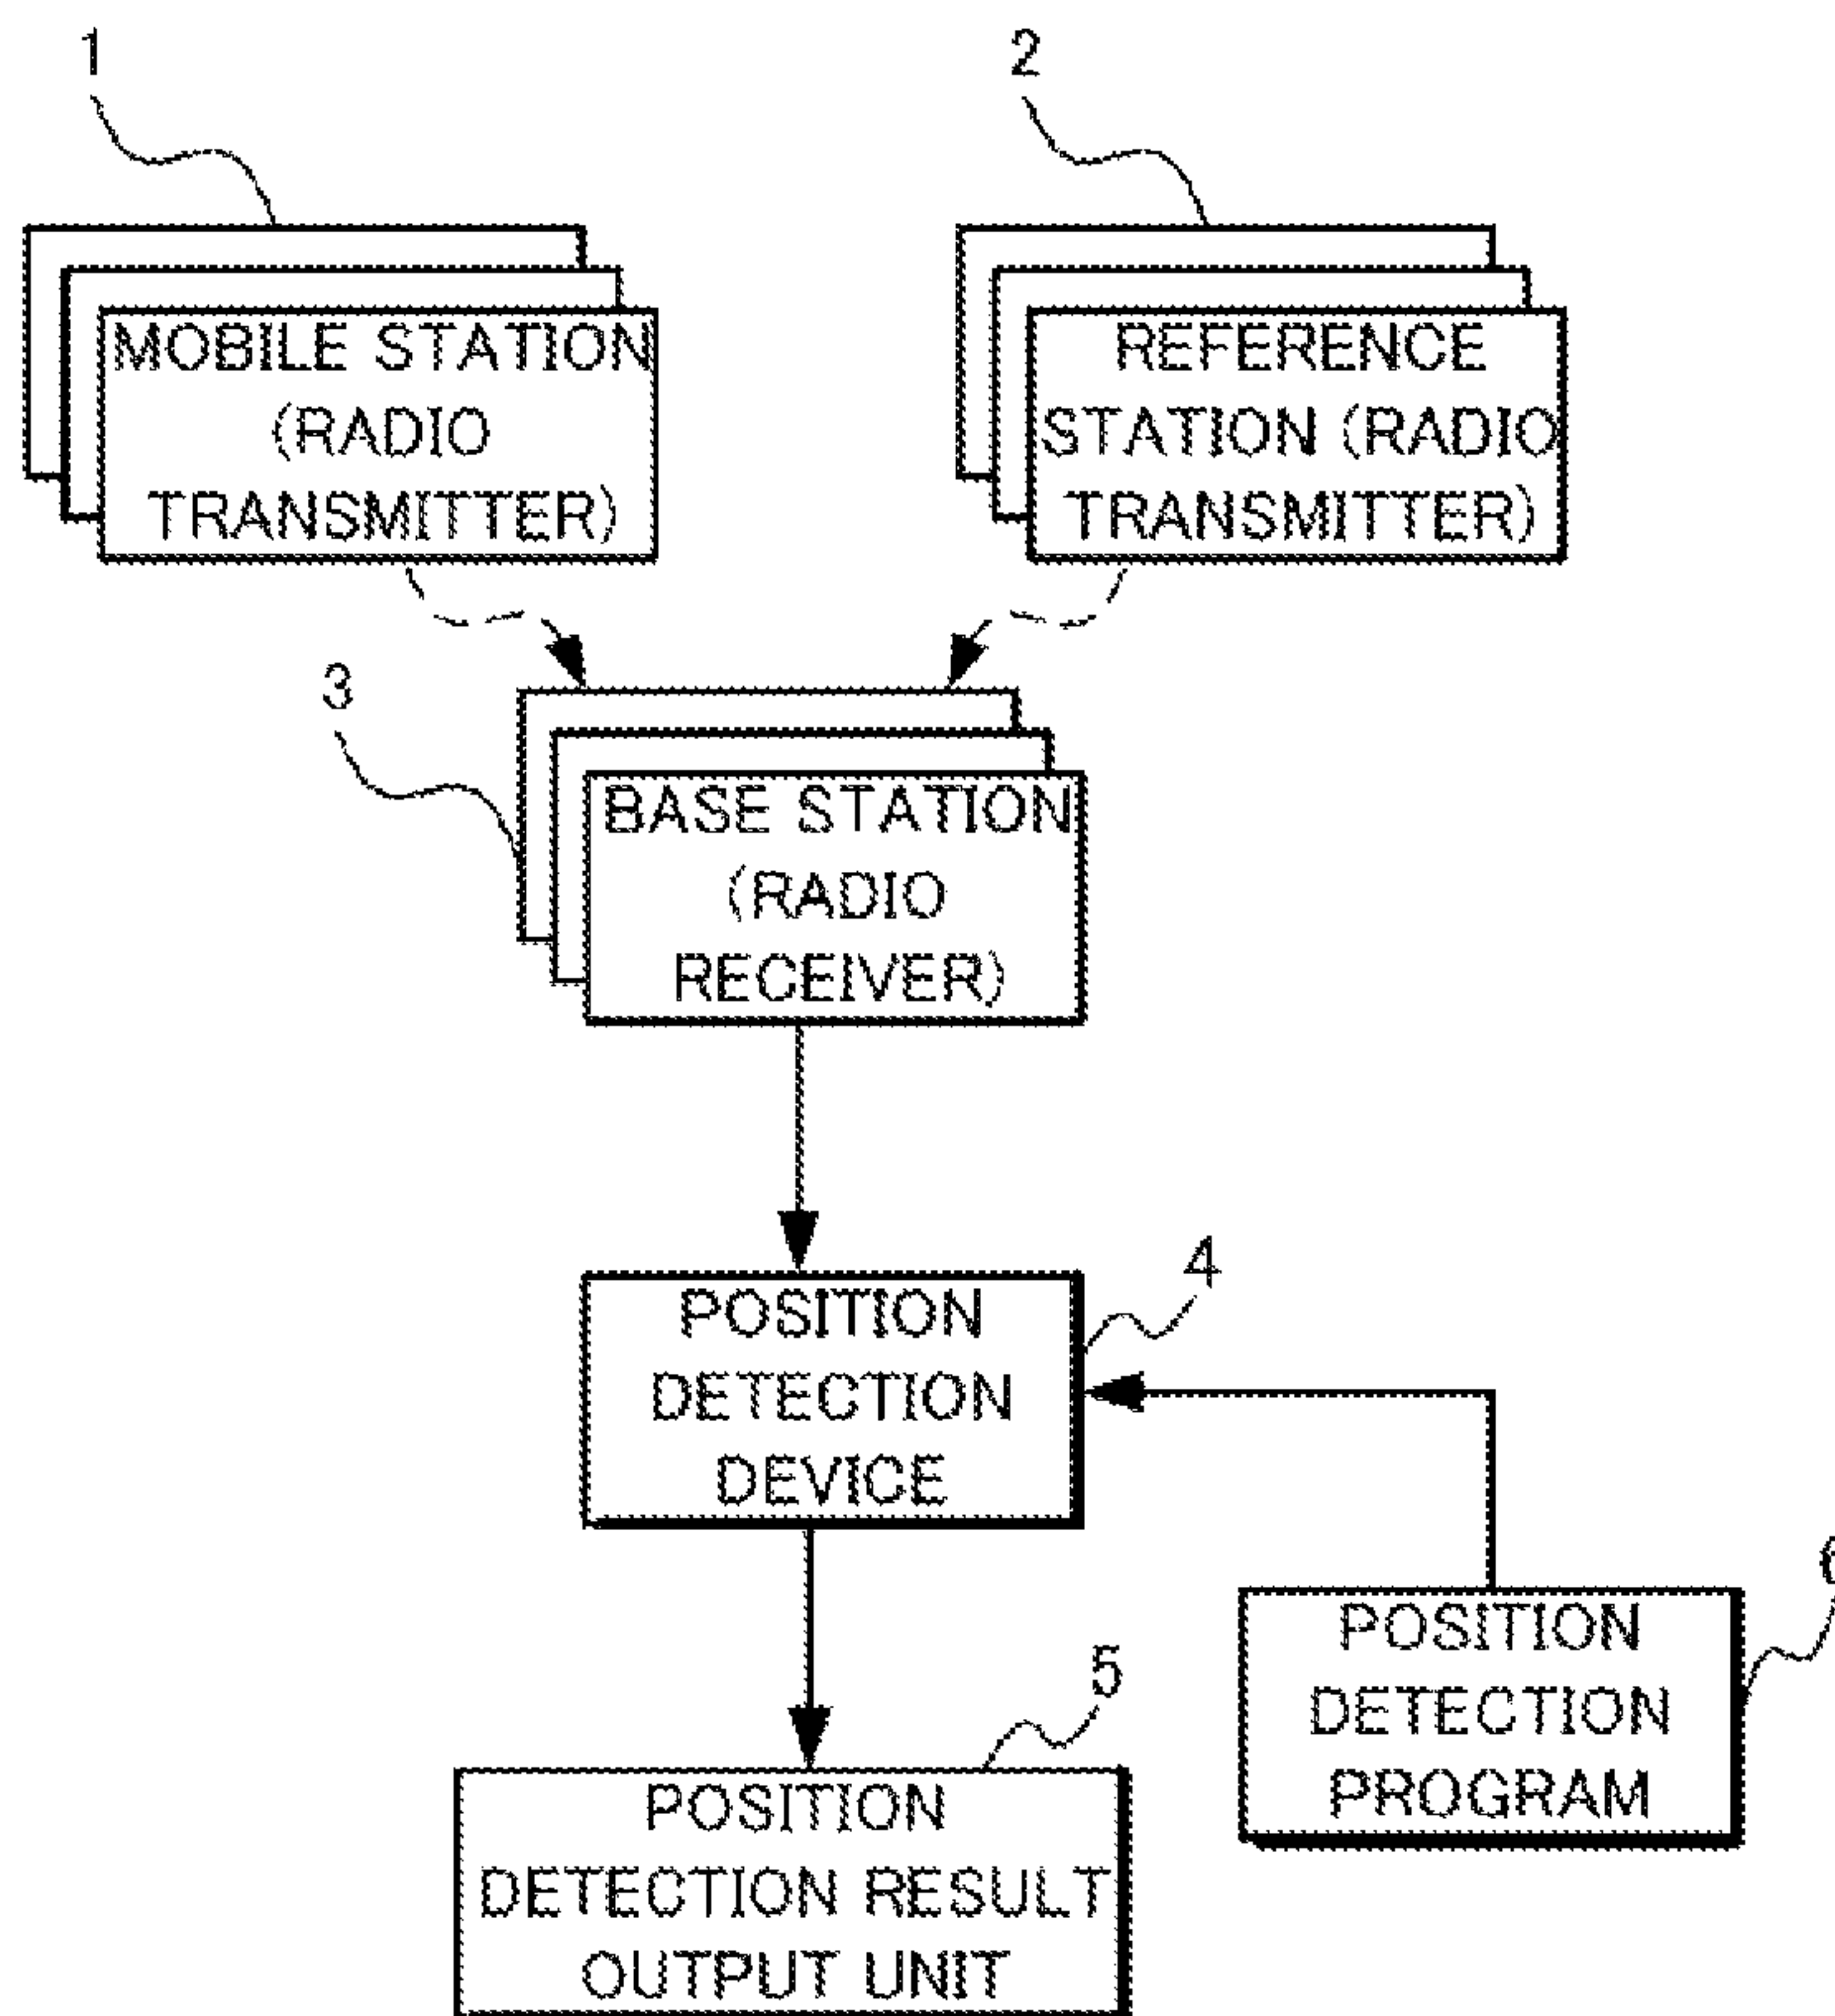 1
2
MOBILE STATION
(RADIO
TRANSMITTER)
REFERENCE
STATION (RADIO
TRANSMITTER)
3
BASE STATION
(RADIO
RECEIVER)
4
POSITION
DETECTION
DEVICE
6
POSITION
DETECTION
PROGRAM
5
POSITION
DETECTION RESULT
OUTPUT UNIT